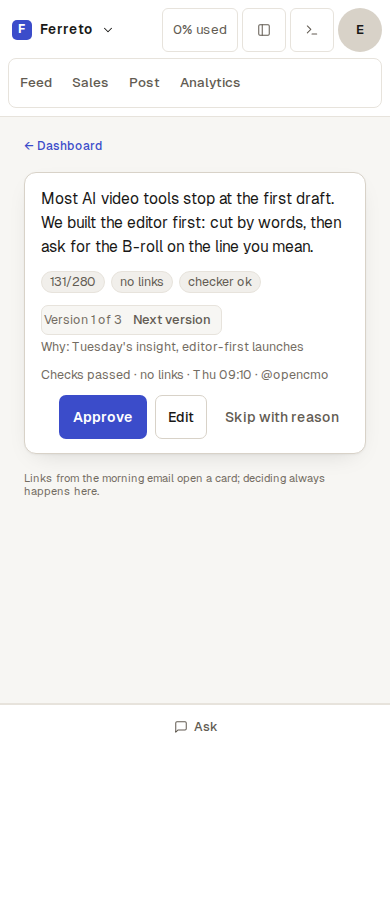 F Ferreto
0% used
E
Feed Sales Post Analytics
← Dashboard
Most AI video tools stop at the first draft.
We built the editor first: cut by words, then
ask for the B-roll on the line you mean.
131/280 no links checker ok
Version 1 of 3 Next version
Why: Tuesday's insight, editor-first launches
Checks passed · no links · Thu 09:10 · @opencmo
Approve Edit Skip with reason
Links from the morning email open a card; deciding always
happens here.
Ask